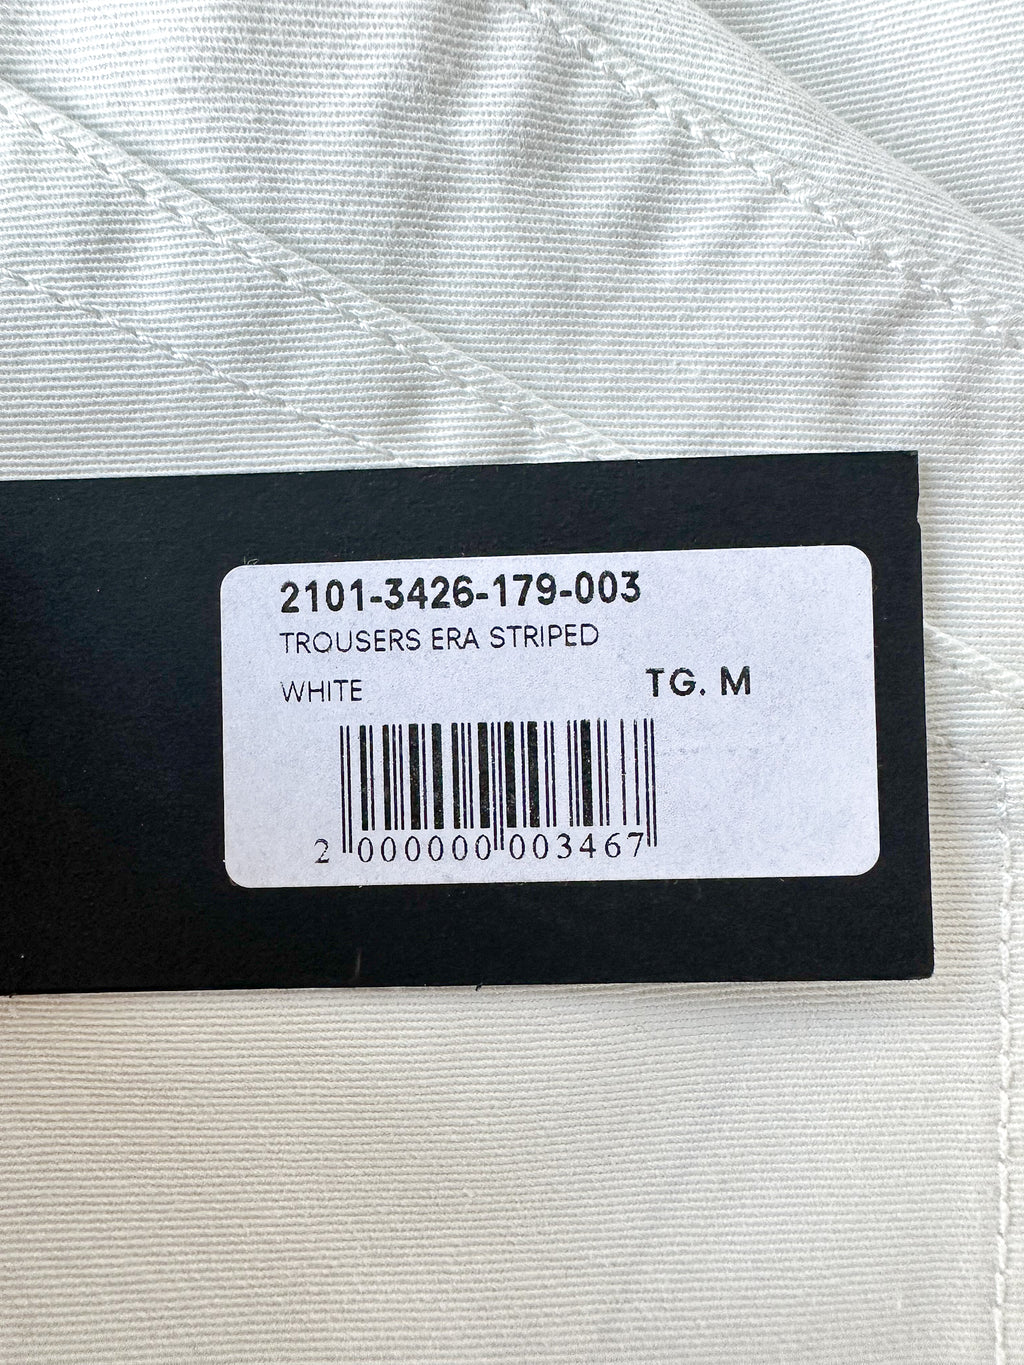 2101-3426-179-003
TROUSERS ERA STRIPED
WHITE TG. M
2 000000 003467